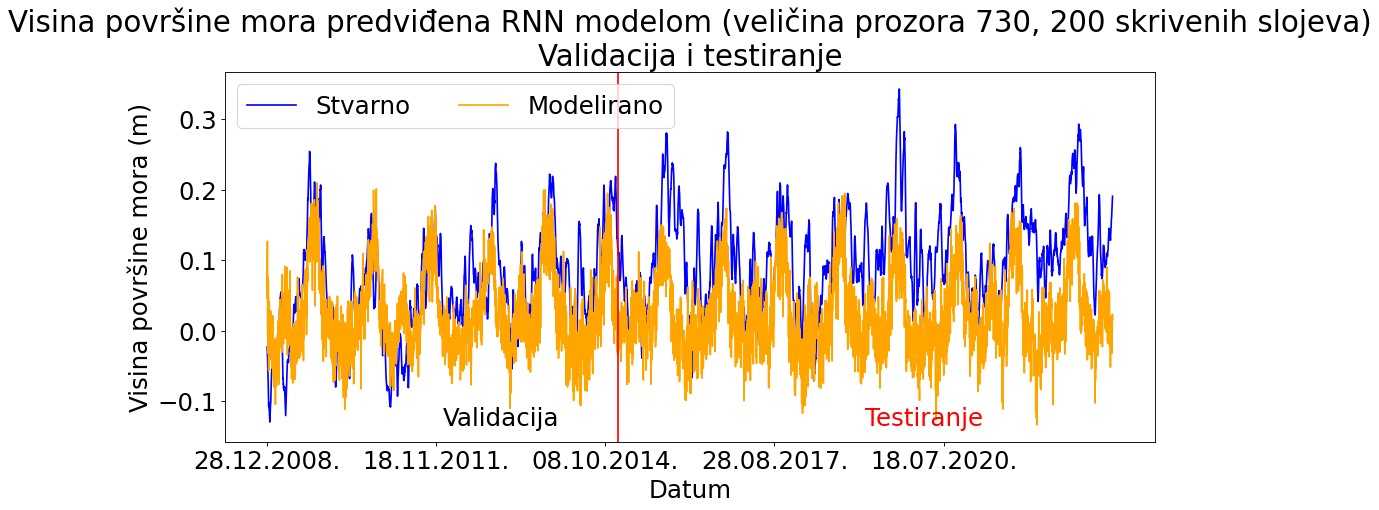 Visina površine mora predviđena RNN modelom (veličina prozora 730, 200 skrivenih slojeva)
Validacija i testiranje
Stvarno
Modelirano
Visina površine mora (m)
0.3
0.2
0.1
0.0
−0.1
Validacija
Testiranje
28.12.2008.
18.11.2011.
08.10.2014.
28.08.2017.
18.07.2020.
Datum